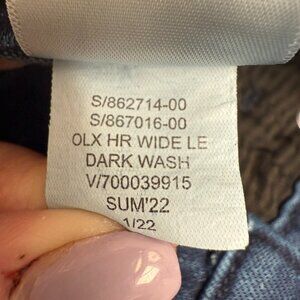 S/862714-00
S/867016-00
OLX HR WIDE LE
DARK WASH
V/700039915
SUM'22
1/22